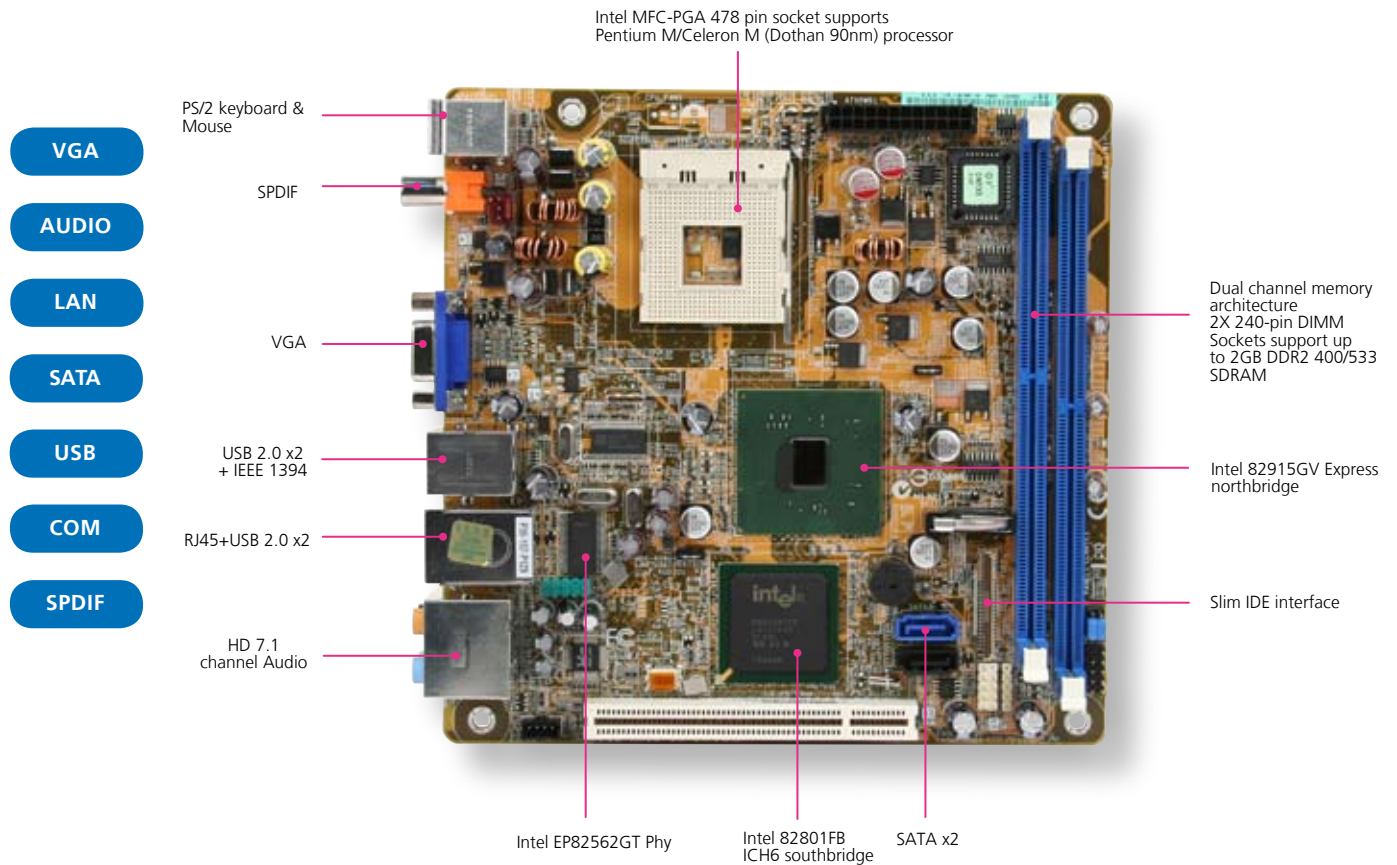 Intel MFC-PGA 478 pin socket supports
Pentium M/Celeron M (Dothan 90nm) processor
PS/2 keyboard &
Mouse
VGA
SPDIF
AUDIO
LAN
VGA
SATA
Dual channel memory
architecture
2X 240-pin DIMM
Sockets support up
to 2GB DDR2 400/533
SDRAM
USB
USB 2.0 x2
+ IEEE 1394
Intel 82915GV Express
northbridge
COM
RJ45+USB 2.0 x2
SPDIF
Slim IDE interface
intel
HD 7.1
channel Audio
Intel EP82562GT Phy
Intel 82801FB
ICH6 southbridge
SATA x2